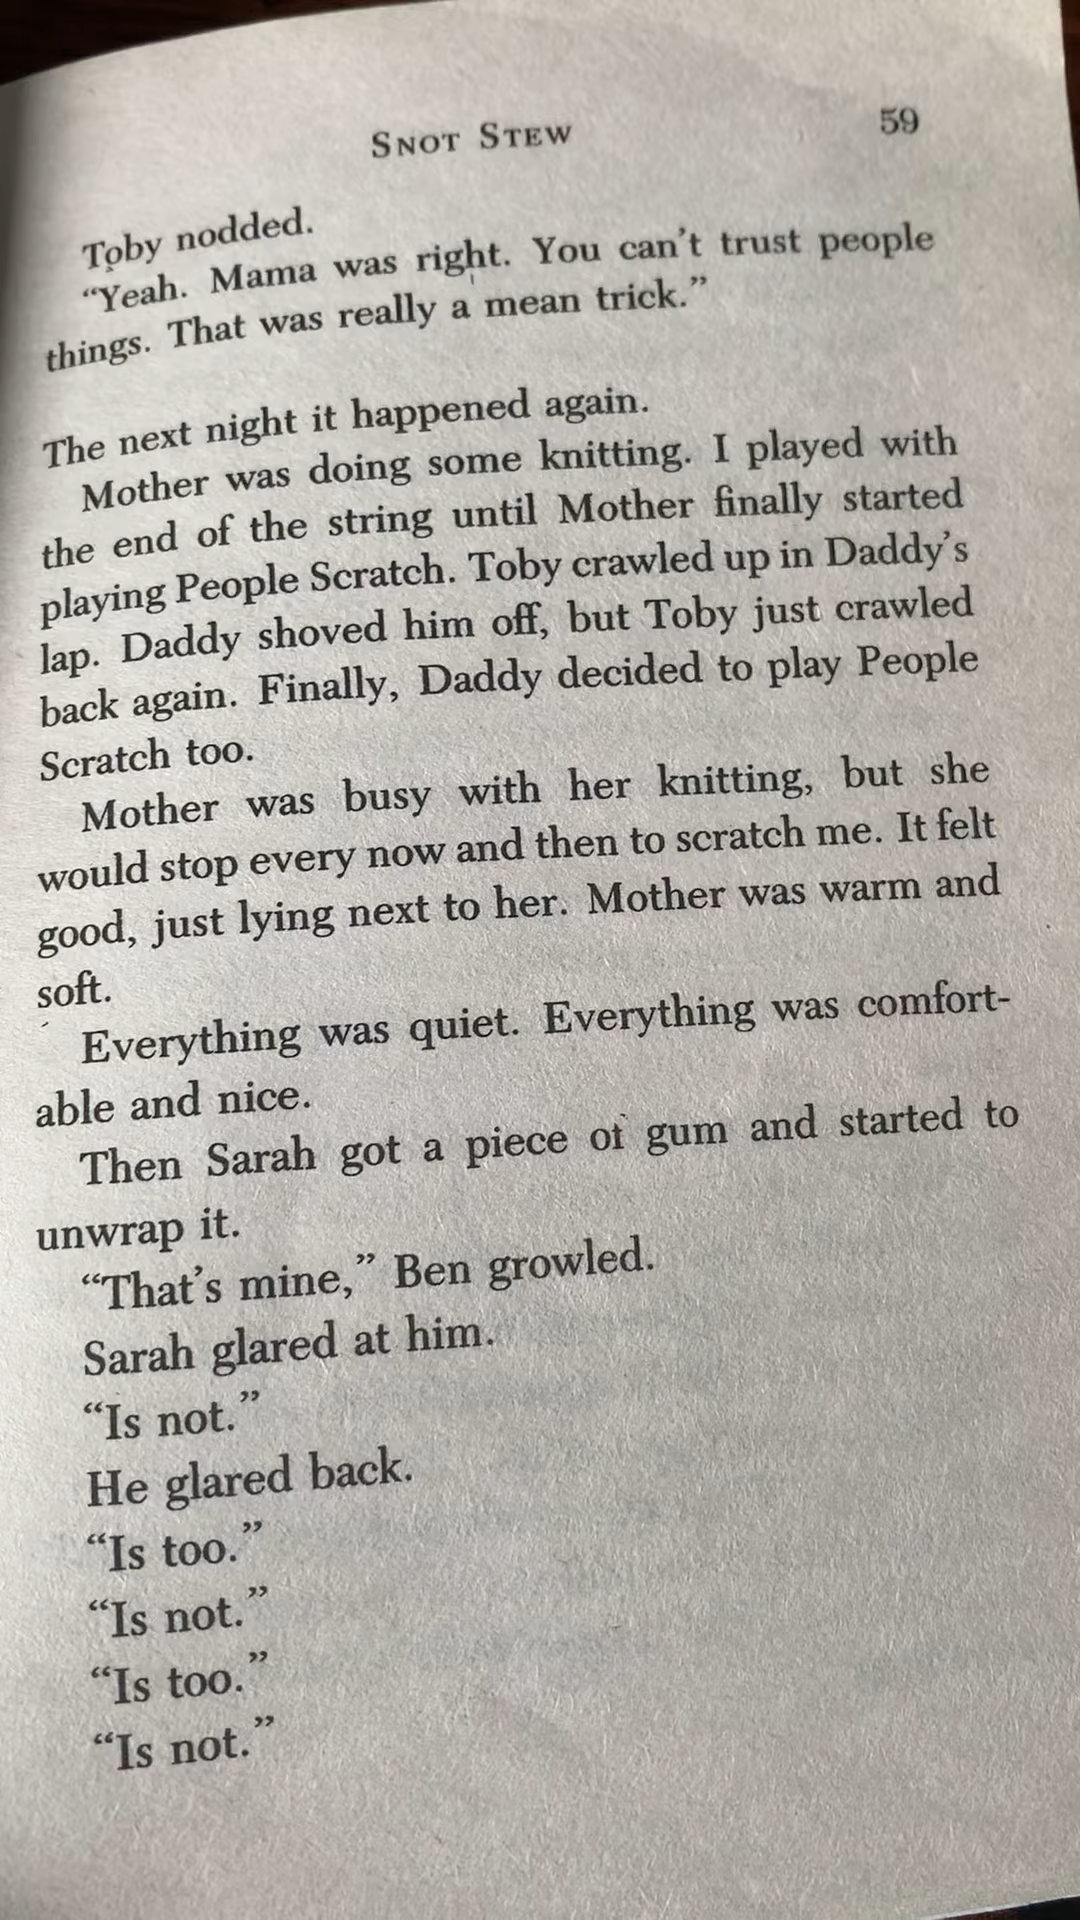 SNOT STEW 59
Toby nodded.
“Yeah. Mama was right. You can’t trust people
things. That was really a mean trick.”
The next night it happened again.
Mother was doing some knitting. I played with
the end of the string until Mother finally started
playing People Scratch. Toby crawled up in Daddy’s
lap. Daddy shoved him off, but Toby just crawled
back again. Finally, Daddy decided to play People
Scratch too.
Mother was busy with her knitting, but she
would stop every now and then to scratch me. It felt
good, just lying next to her. Mother was warm and
soft.
Everything was quiet. Everything was comfort-
able and nice.
Then Sarah got a piece of gum and started to
unwrap it.
“That’s mine,” Ben growled.
Sarah glared at him.
“Is not.”
He glared back.
“Is too.”
“Is not.”
“Is too.”
“Is not.”